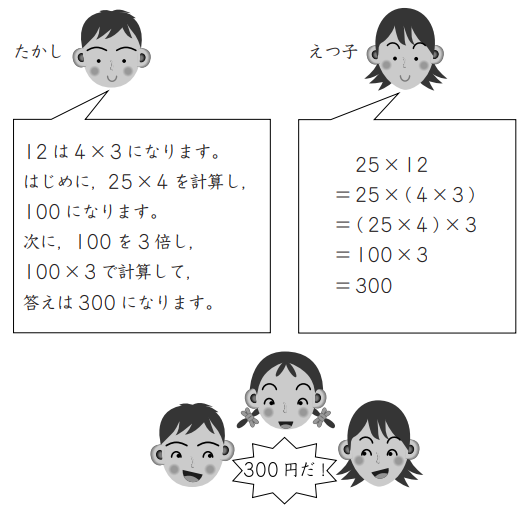 たかし
12は4×3になります。
はじめに，25×4を計算し，
100になります。
次に，100を3倍し，
100×3で計算して，
答えは300になります。
えつ子
25×12
＝25×(4×3)
＝(25×4)×3
＝100×3
＝300
300円だ！